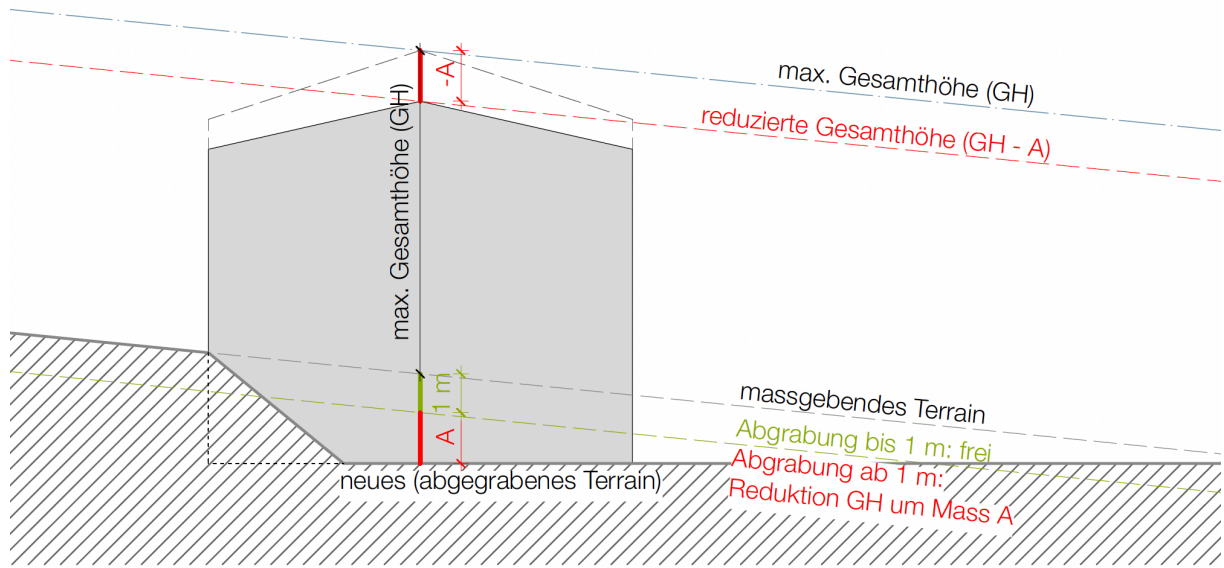 -A
max. Gesamthöhe (GH)
max. Gesamthöhe (GH)
reduzierte Gesamthöhe (GH - A)
1 m
A
massgebendes Terrain
Abgrabung bis 1 m: frei
Abgrabung ab 1 m:
Reduktion GH um Mass A
neues (abgegrabenes Terrain)